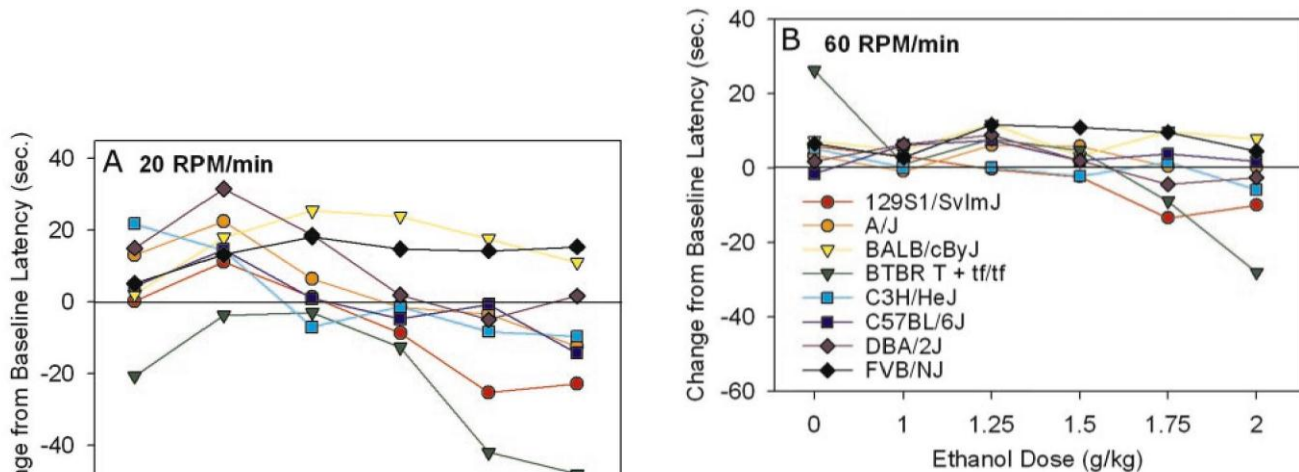 A 20 RPM/min
Change from Baseline Latency (sec.)
40
20
0
-20
-40
B 60 RPM/min
Change from Baseline Latency (sec.)
40
20
0
-20
-40
-60
129S1/SvImJ
A/J
BALB/cByJ
BTBR T + tf/tf
C3H/HeJ
C57BL/6J
DBA/2J
FVB/NJ
0 1 1.25 1.5 1.75 2
Ethanol Dose (g/kg)